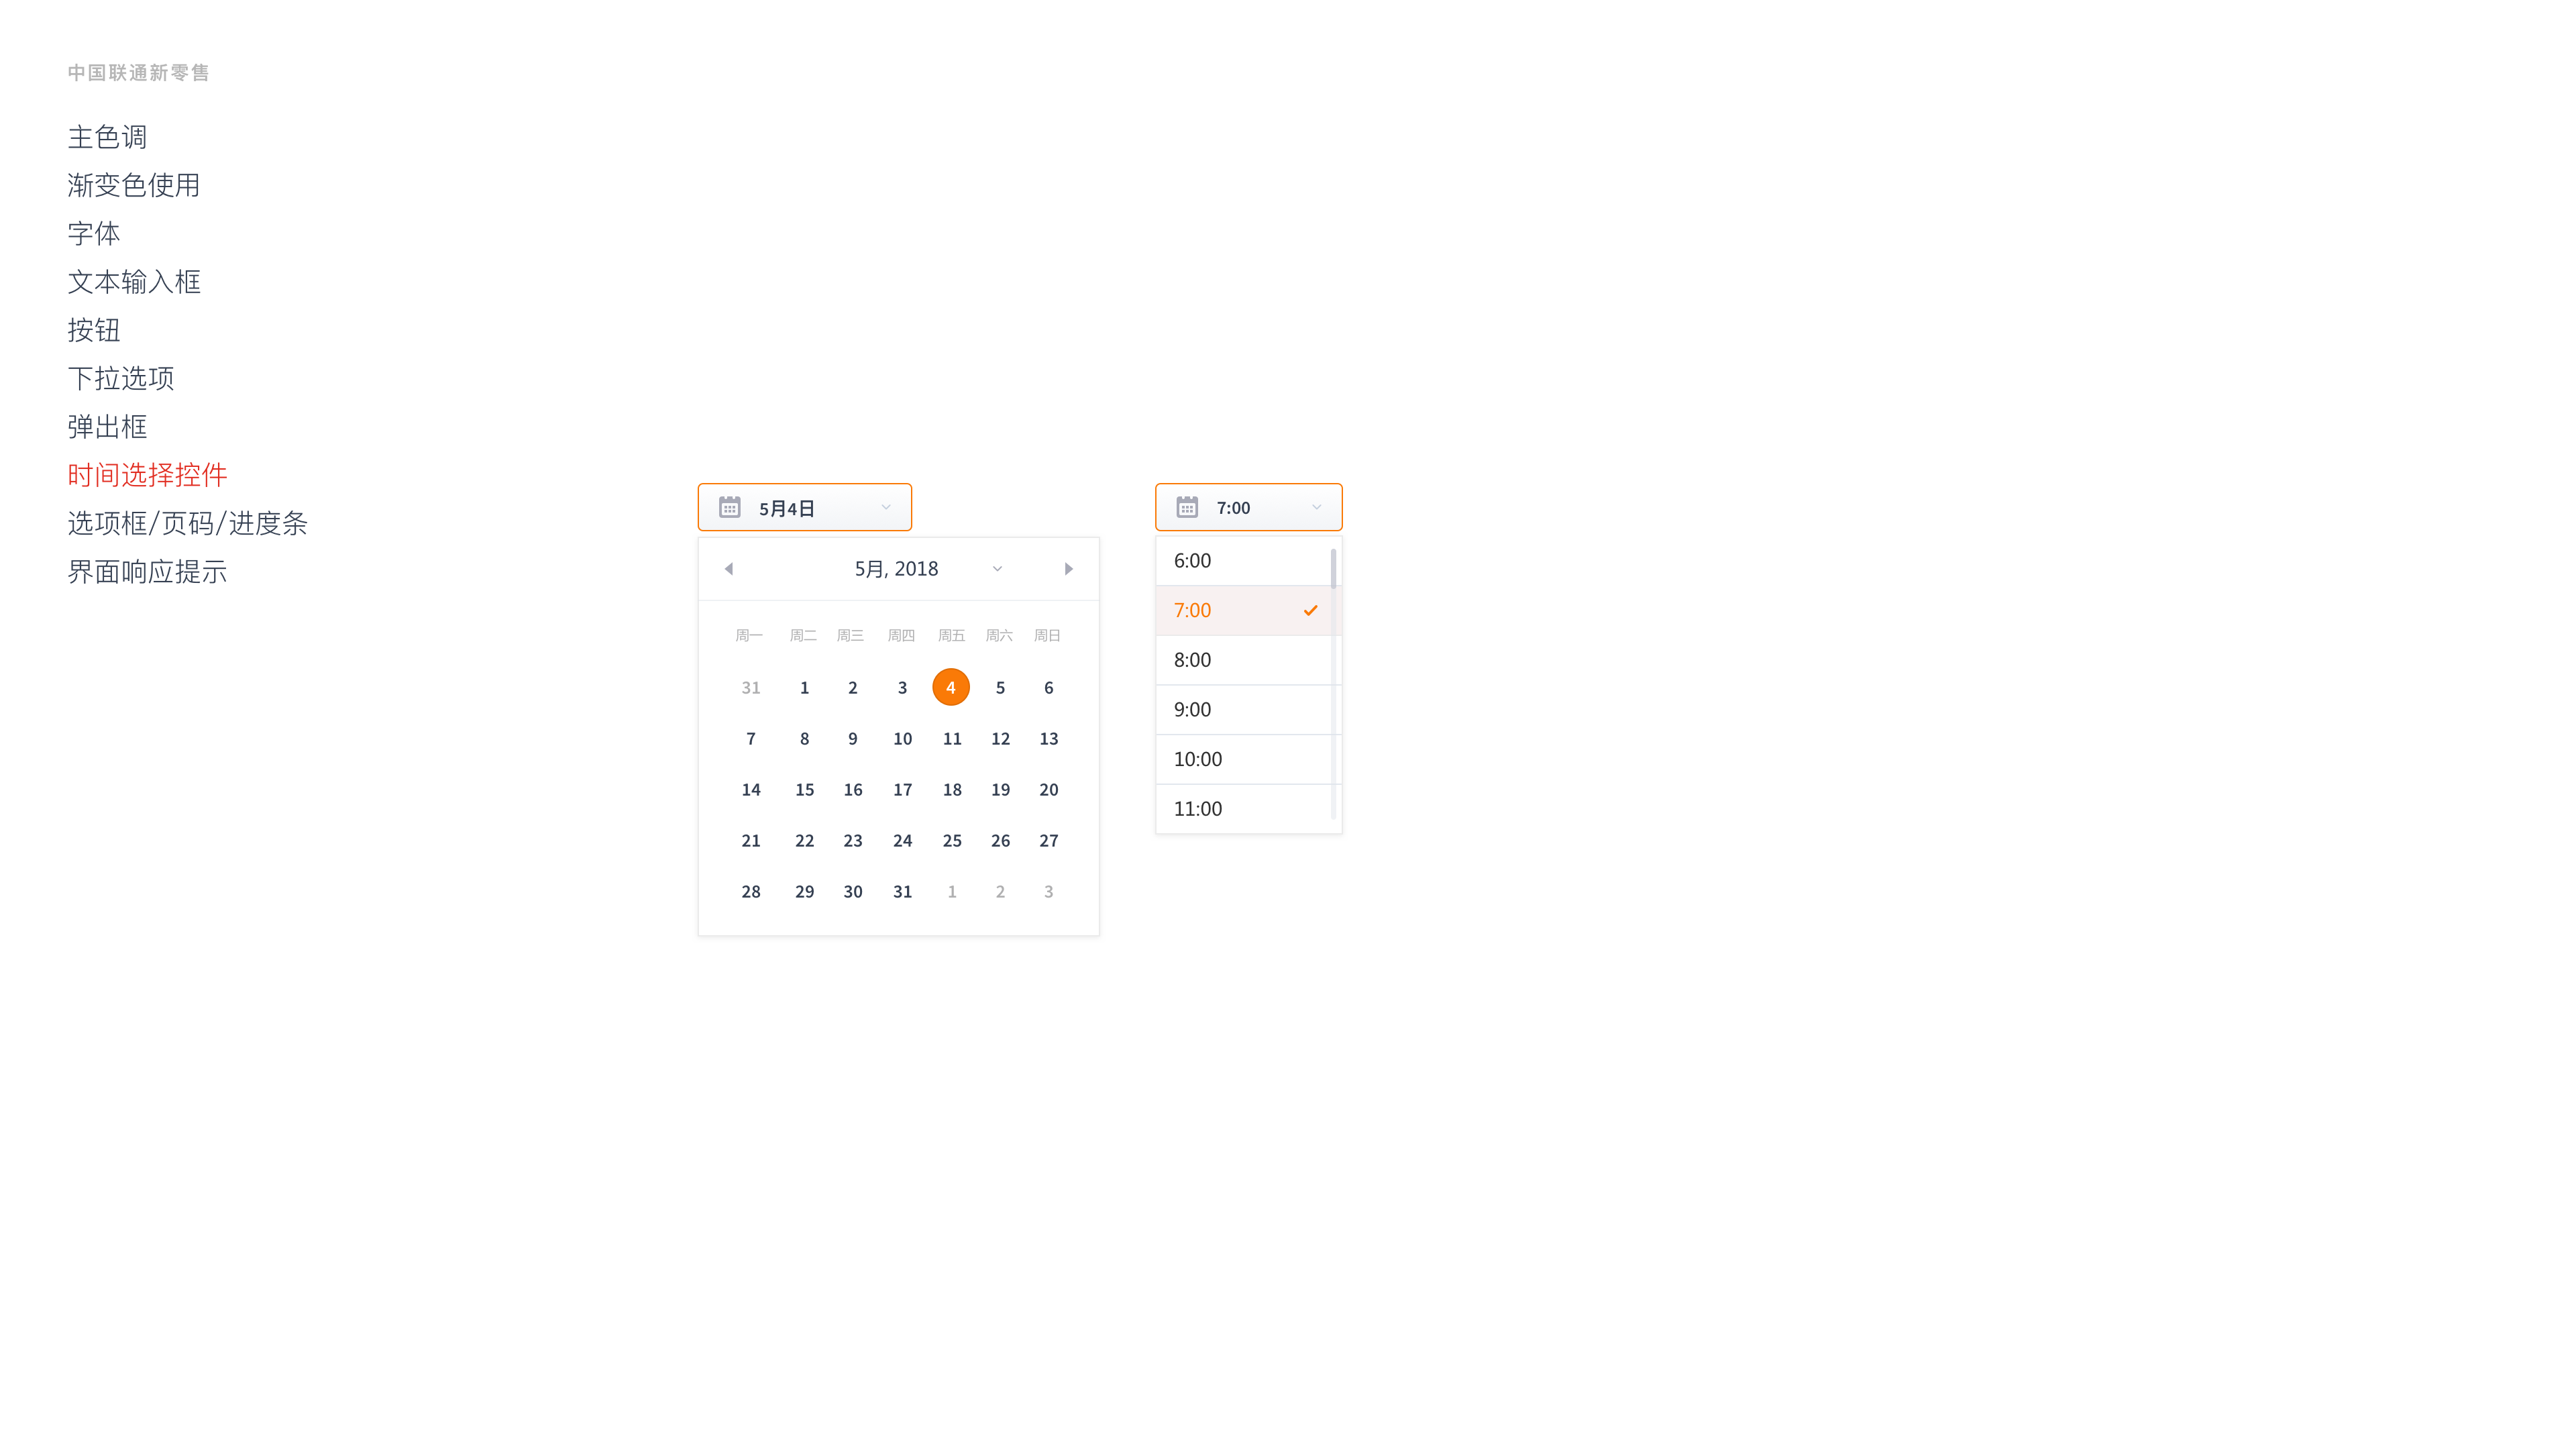 中国联通新零售
主色调
渐变色使用
字体
文本输入框
按钮
下拉选项
弹出框
时间选择控件
选项框/页码/进度条
界面响应提示
5月4日
5月, 2018
周一 周二 周三 周四 周五 周六 周日
31 1 2 3 4 5 6
7 8 9 10 11 12 13
14 15 16 17 18 19 20
21 22 23 24 25 26 27
28 29 30 31 1 2 3
7:00
6:00
7:00
8:00
9:00
10:00
11:00